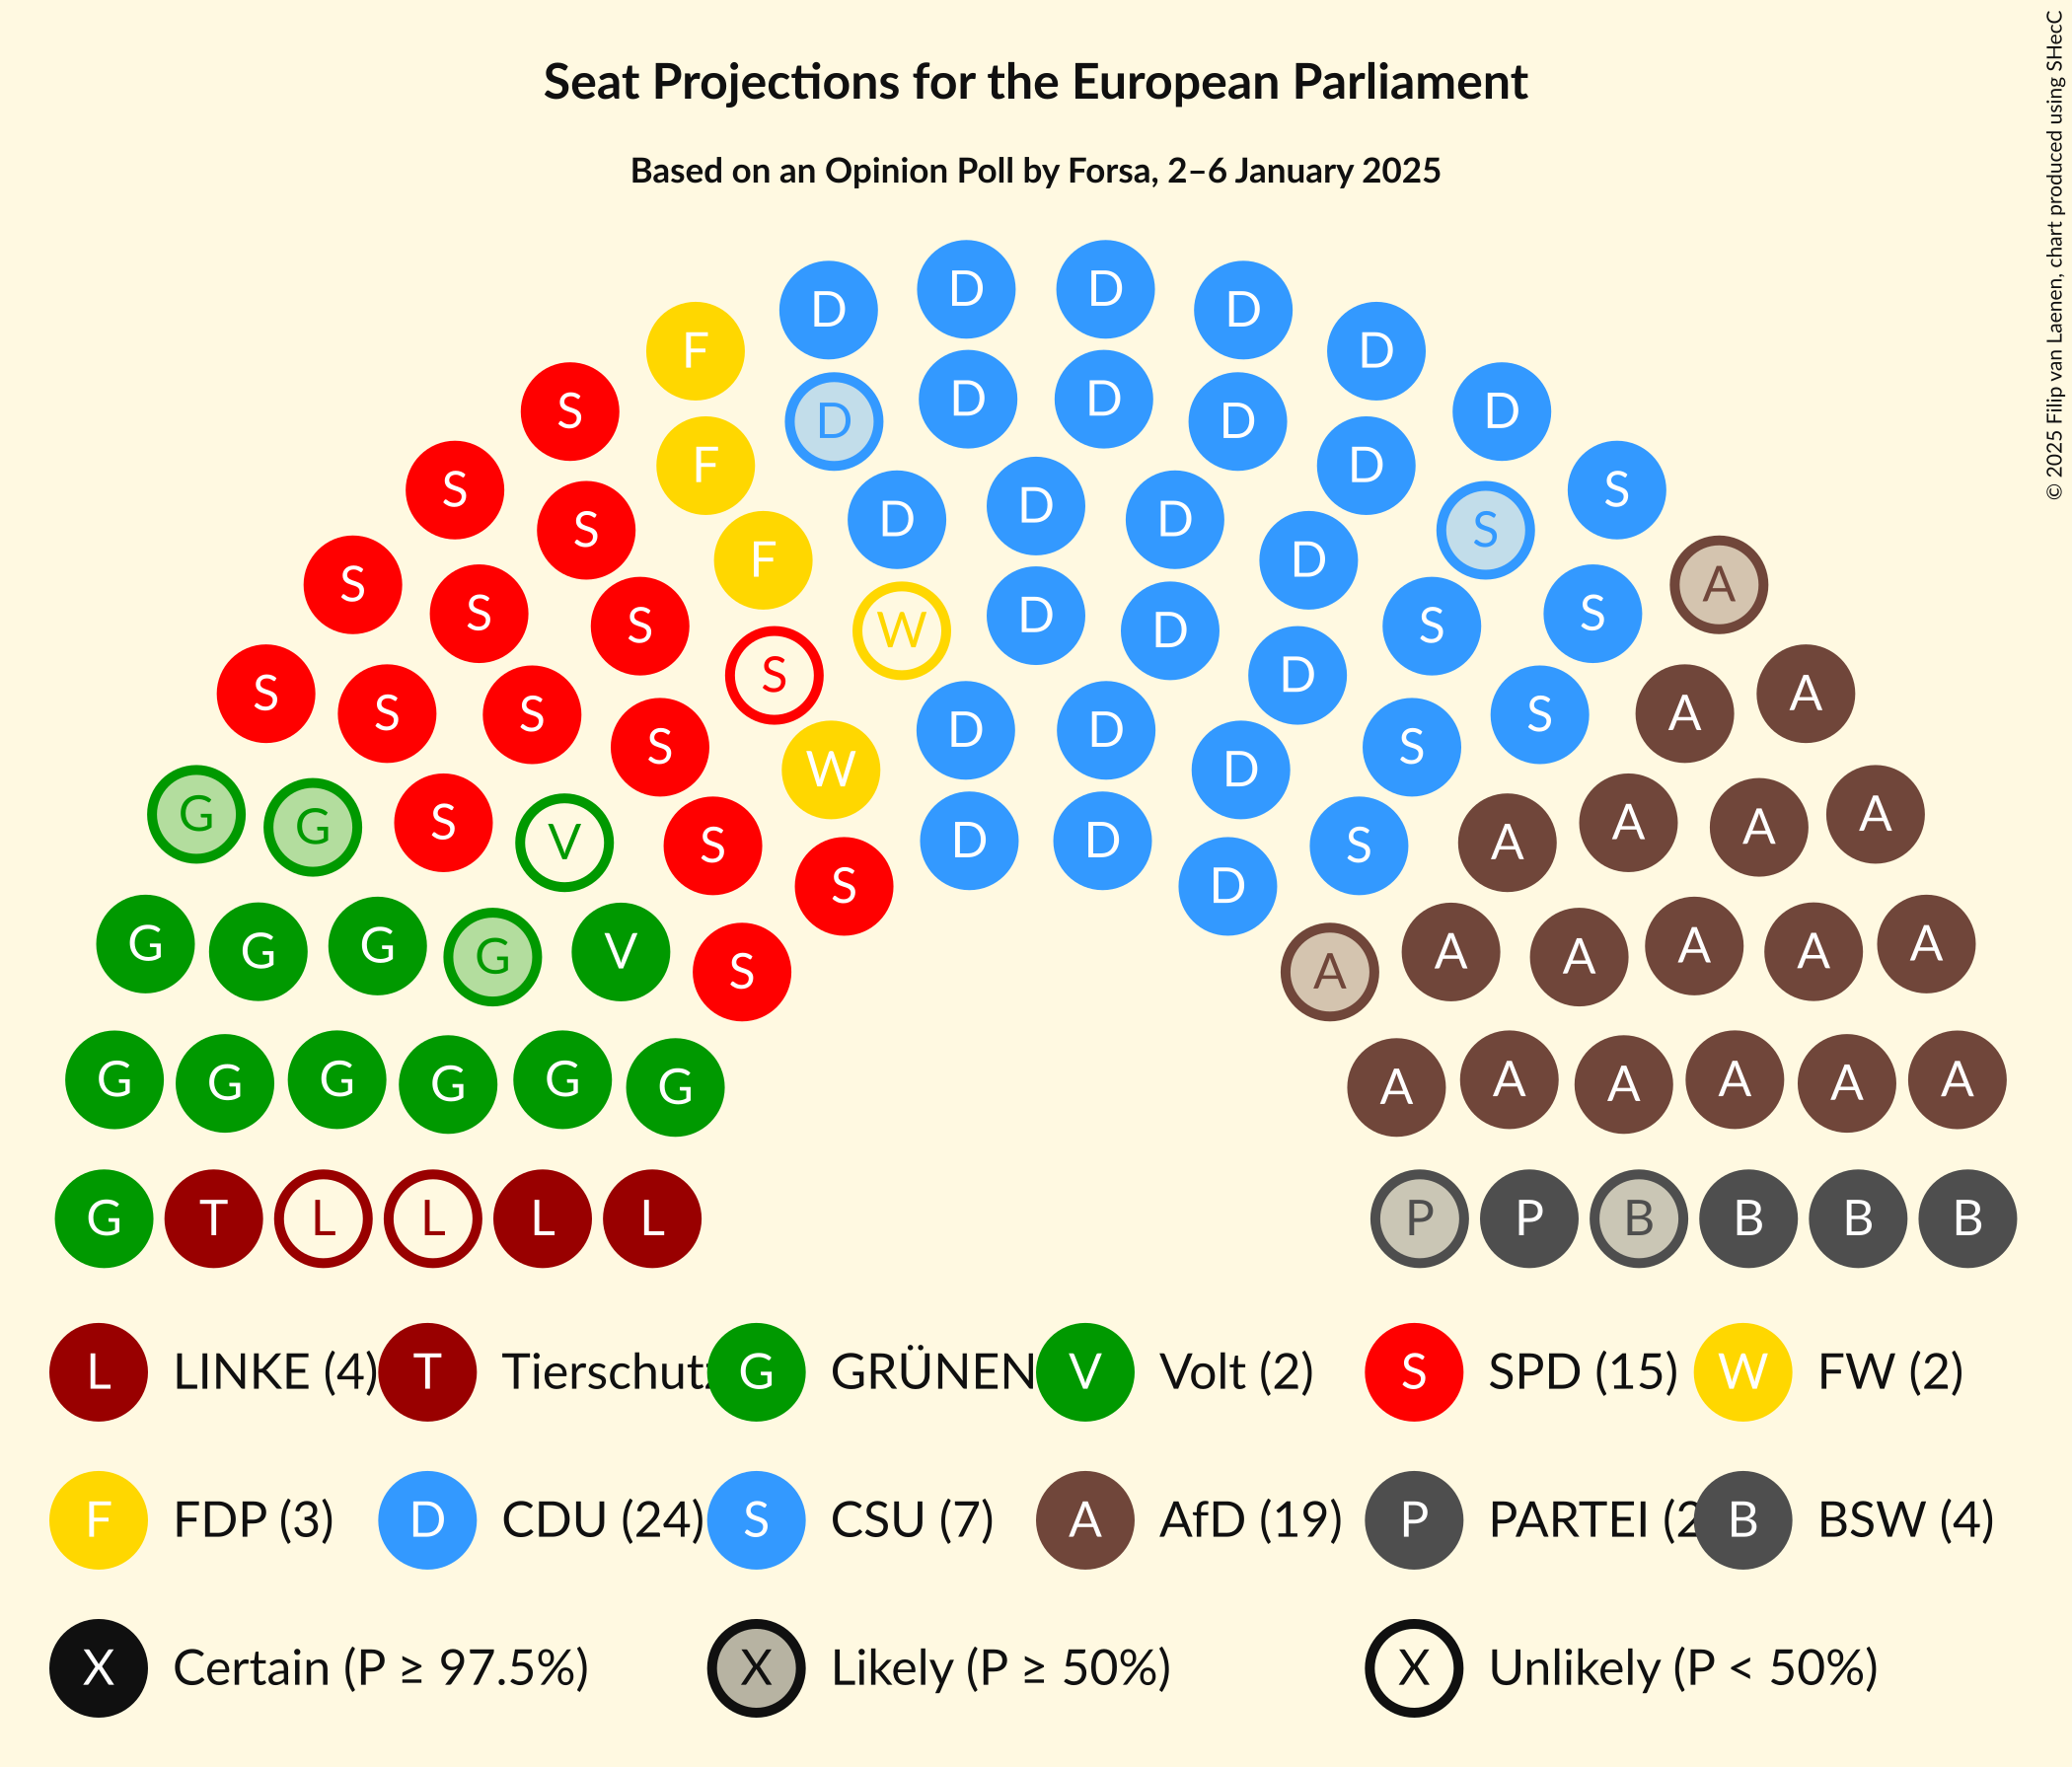 © 2025 Filip van Laenen, chart produced using SHecC
Seat Projections for the European Parliament
Based on an Opinion Poll by Forsa, 2–6 January 2025
D D D D
F D
S D D D D D
S F D S
S D D D S
S F D A
S S W D D S S
S S D A
S S S D D S S A
W D
G G S V S D D S A A A A
S D
G G G G V S A A A A A A
G G G G G G A A A A A A
G T L L L L P P B B B B
L LINKE (4) T Tierschutz G GRÜNEN V Volt (2) S SPD (15) W FW (2)
F FDP (3) D CDU (24) S CSU (7) A AfD (19) P PARTEI (2 B BSW (4)
X Certain (P ≥ 97.5%) X Likely (P ≥ 50%) X Unlikely (P < 50%)